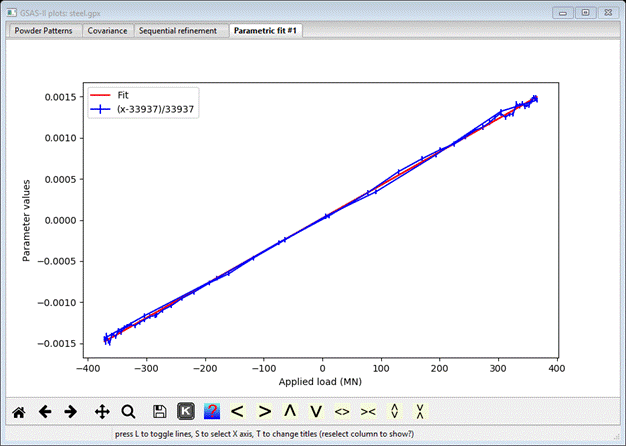 GSAS-II plots: steel.gpx
Powder Patterns Covariance Sequential refinement Parametric fit #1
Fit
(x-33937)/33937
0.0015
0.0010
0.0005
0.0000
−0.0005
−0.0010
−0.0015
Parameter values
−400 −300 −200 −100 0 100 200 300 400
Applied load (MN)
K ? < > Λ V <> >< 
press L to toggle lines, S to select X axis, T to change titles (reselect column to show?)